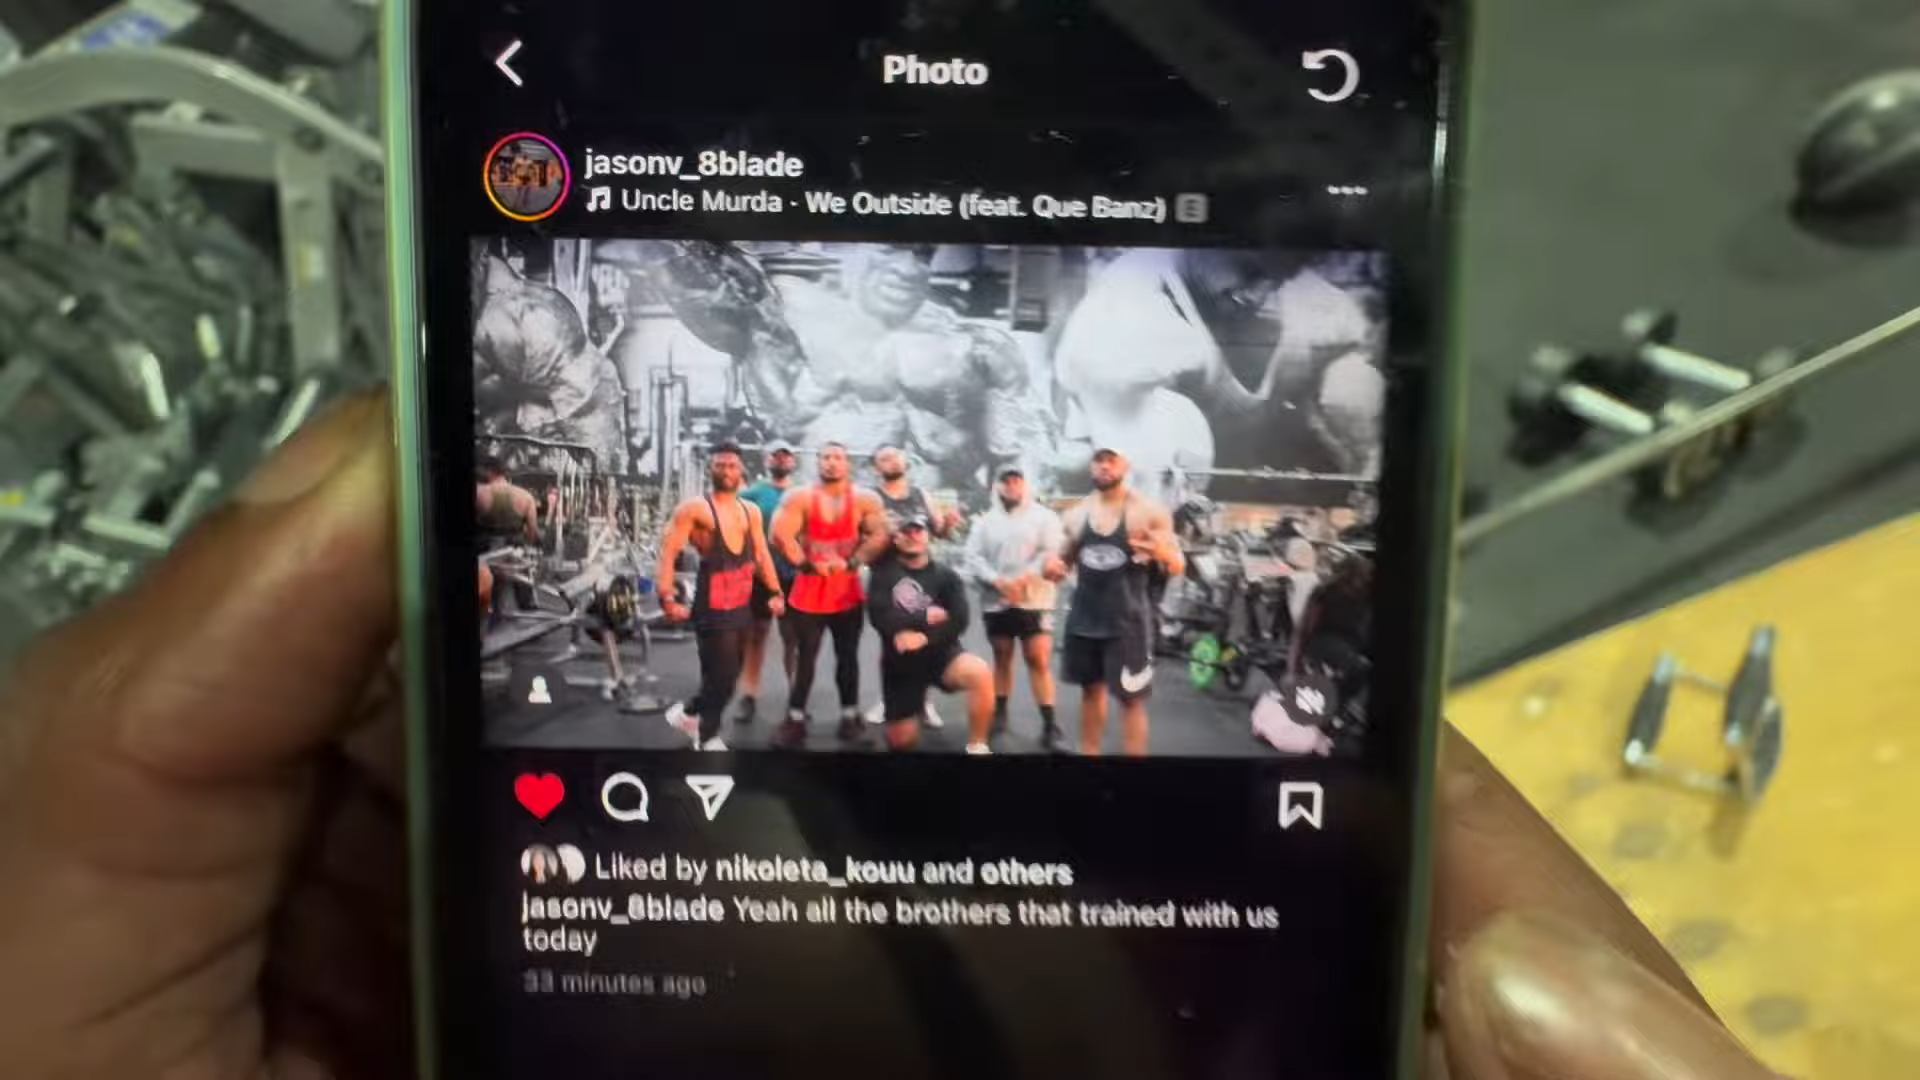 Photo
jasonv_8blade
Uncle Murda · We Outside (feat. Que Banz) E
Liked by nikoleta_kouu and others
jasonv_8blade Yeah all the brothers that trained with us
today
33 minutes ago